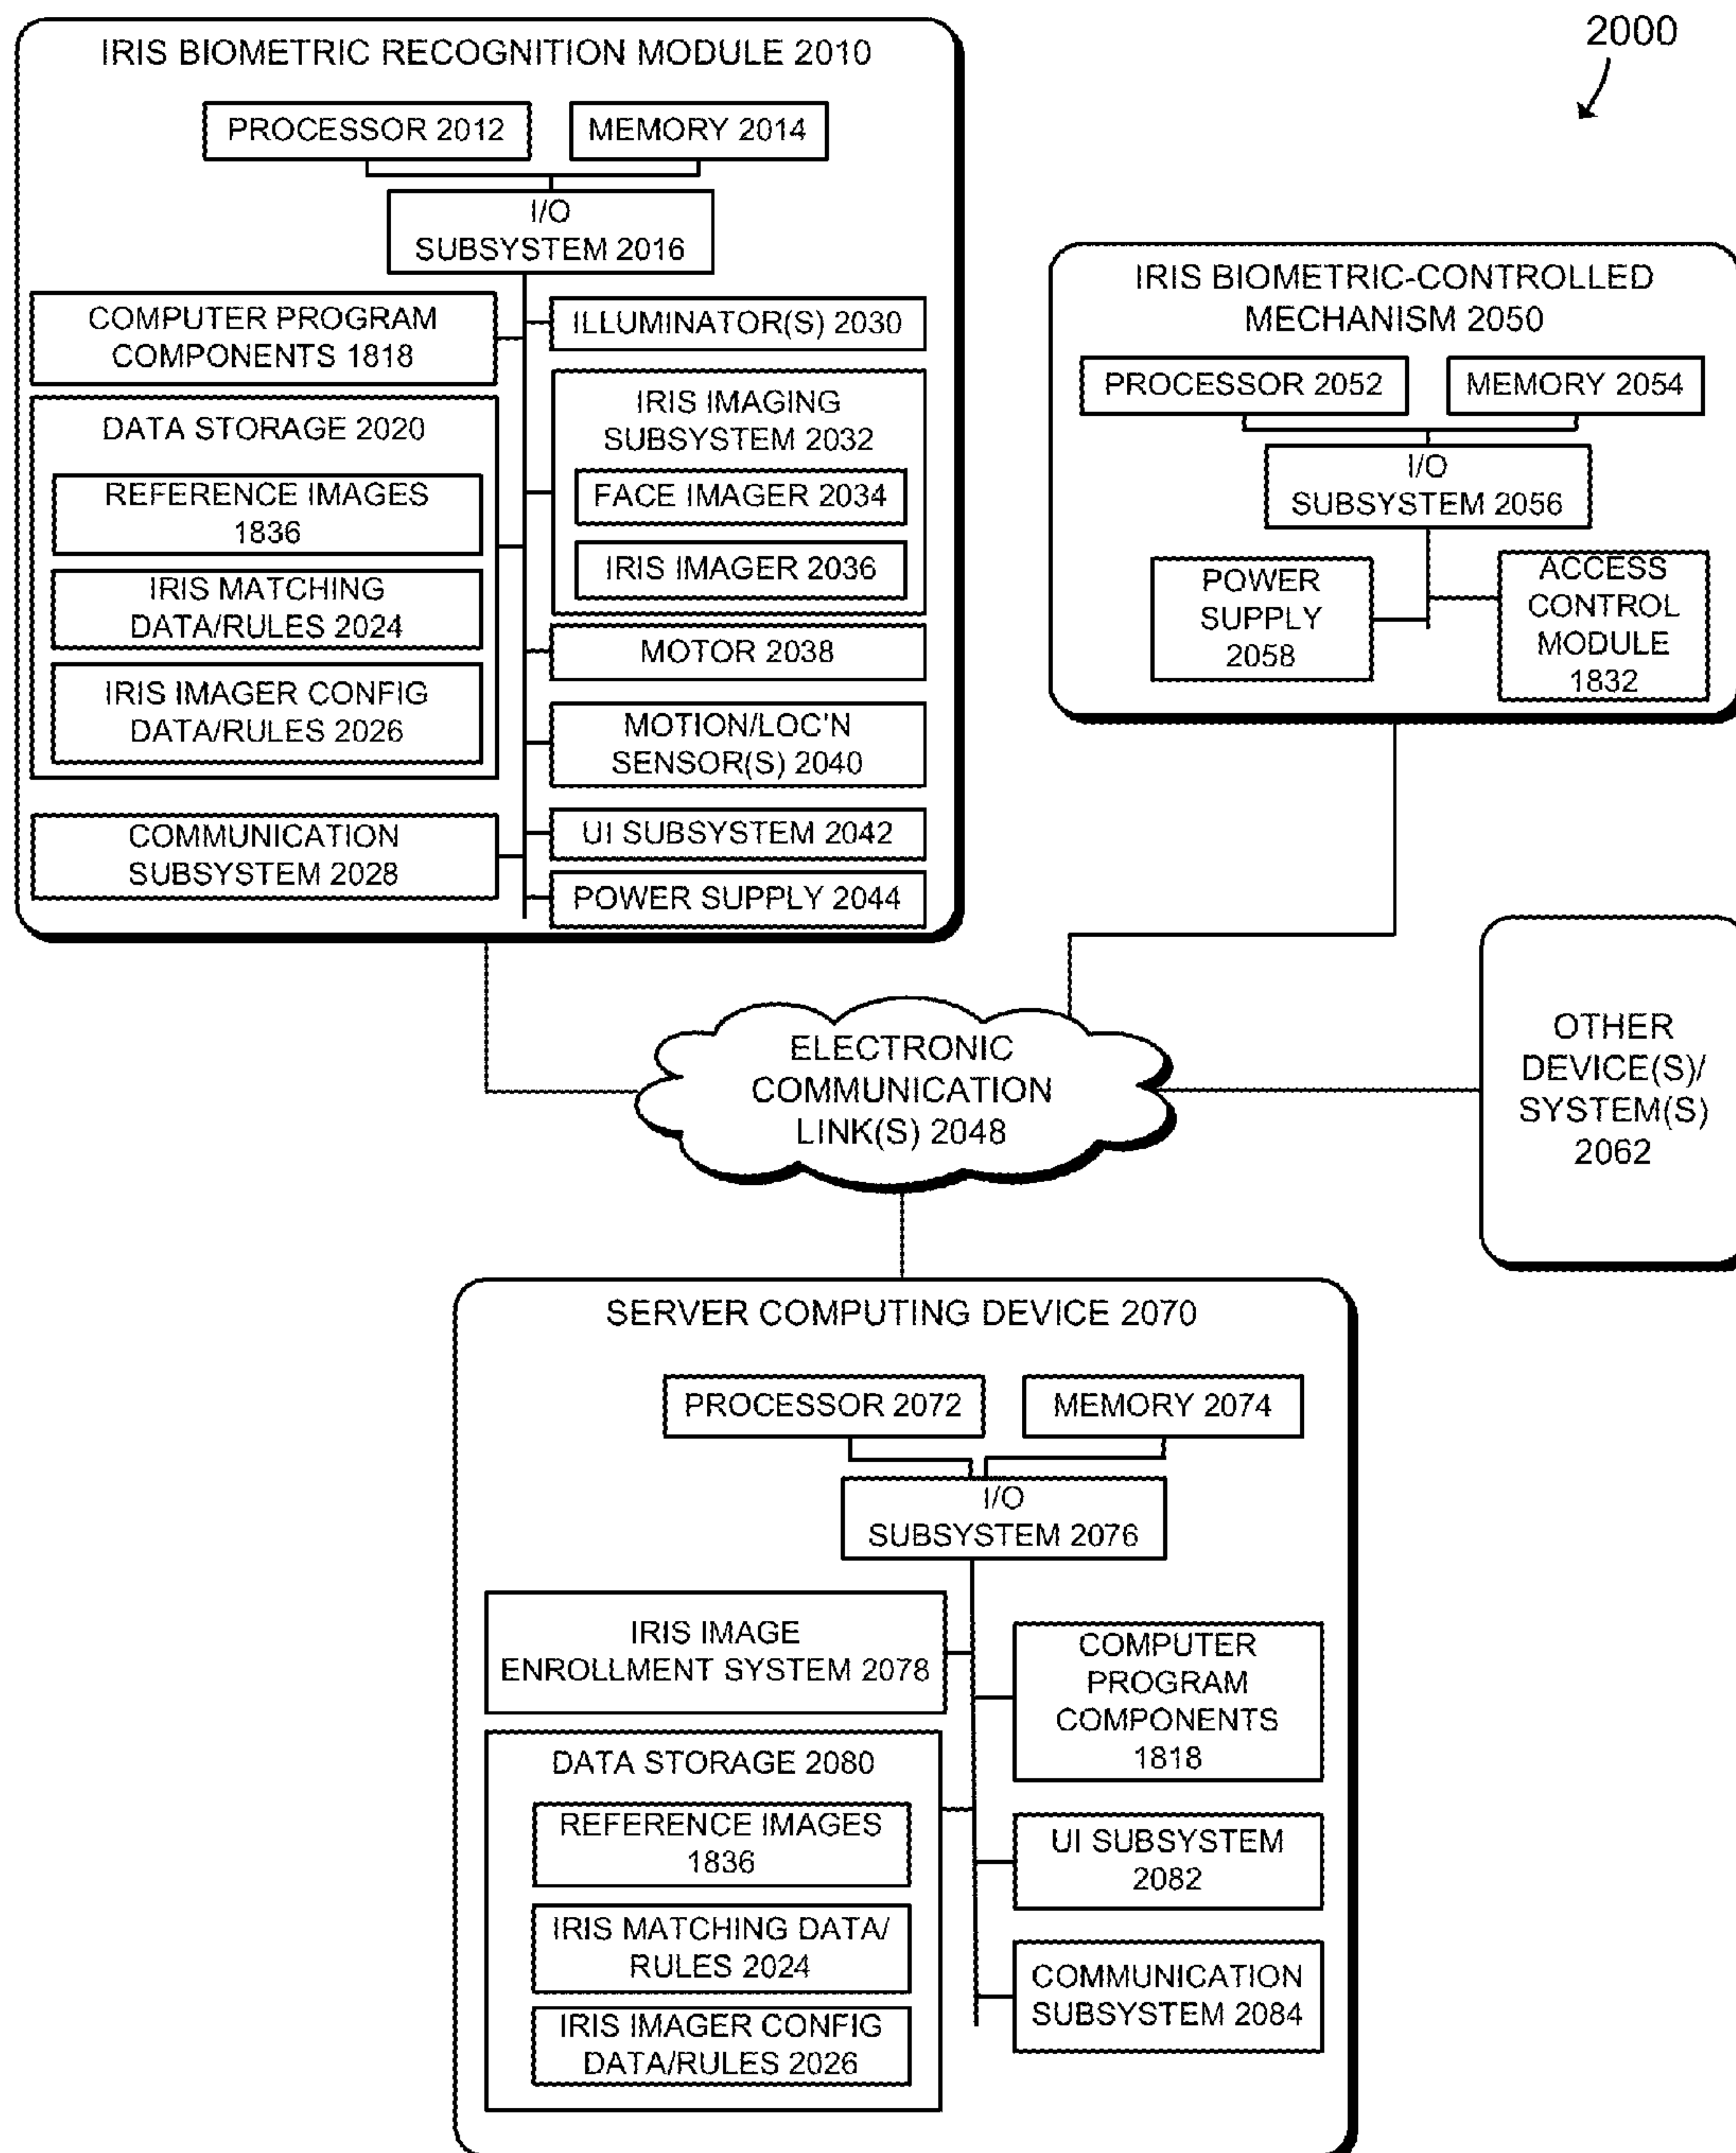 2000
IRIS BIOMETRIC RECOGNITION MODULE 2010
PROCESSOR 2012
MEMORY 2014
I/O
SUBSYSTEM 2016
COMPUTER PROGRAM
COMPONENTS 1818
DATA STORAGE 2020
REFERENCE IMAGES
1836
IRIS MATCHING
DATA/RULES 2024
IRIS IMAGER CONFIG
DATA/RULES 2026
COMMUNICATION
SUBSYSTEM 2028
ILLUMINATOR(S) 2030
IRIS IMAGING
SUBSYSTEM 2032
FACE IMAGER 2034
IRIS IMAGER 2036
MOTOR 2038
MOTION/LOC'N
SENSOR(S) 2040
UI SUBSYSTEM 2042
POWER SUPPLY 2044
IRIS BIOMETRIC-CONTROLLED
MECHANISM 2050
PROCESSOR 2052
MEMORY 2054
I/O
SUBSYSTEM 2056
POWER
SUPPLY
2058
ACCESS
CONTROL
MODULE
1832
ELECTRONIC
COMMUNICATION
LINK(S) 2048
OTHER
DEVICE(S)/
SYSTEM(S)
2062
SERVER COMPUTING DEVICE 2070
PROCESSOR 2072
MEMORY 2074
I/O
SUBSYSTEM 2076
IRIS IMAGE
ENROLLMENT SYSTEM 2078
DATA STORAGE 2080
REFERENCE IMAGES
1836
IRIS MATCHING DATA/
RULES 2024
IRIS IMAGER CONFIG
DATA/RULES 2026
COMPUTER
PROGRAM
COMPONENTS
1818
UI SUBSYSTEM
2082
COMMUNICATION
SUBSYSTEM 2084